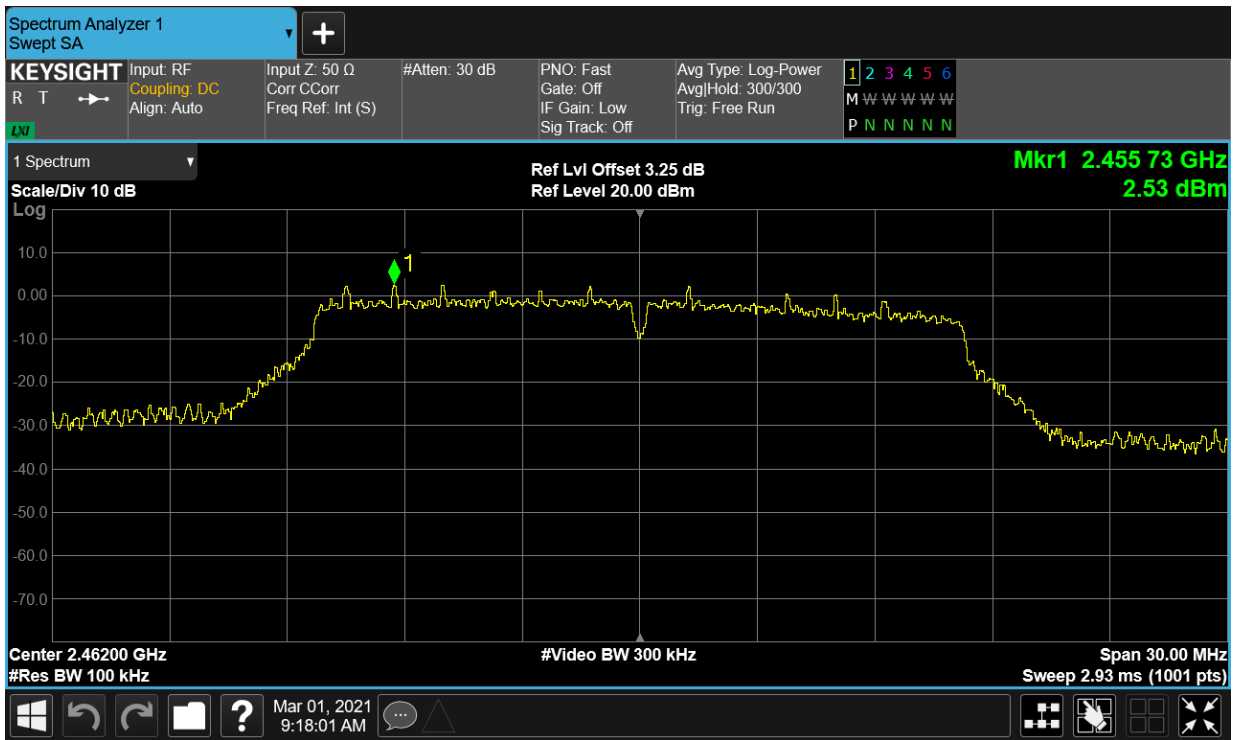 Spectrum Analyzer 1
Swept SA
KEYSIGHT
R T
LXI
Input: RF
Coupling: DC
Align: Auto
Input Z: 50 Ω
Corr CCorr
Freq Ref: Int (S)
#Atten: 30 dB
PNO: Fast
Gate: Off
IF Gain: Low
Sig Track: Off
Avg Type: Log-Power
Avg|Hold: 300/300
Trig: Free Run
1 2 3 4 5 6
M W W W W W
P N N N N N
1 Spectrum
Scale/Div 10 dB
Log
Ref Lvl Offset 3.25 dB
Ref Level 20.00 dBm
Mkr1 2.455 73 GHz
2.53 dBm
1
10.0
0.00
-10.0
-20.0
-30.0
-40.0
-50.0
-60.0
-70.0
Center 2.46200 GHz
#Res BW 100 kHz
#Video BW 300 kHz
Span 30.00 MHz
Sweep 2.93 ms (1001 pts)
?
Mar 01, 2021
9:18:01 AM